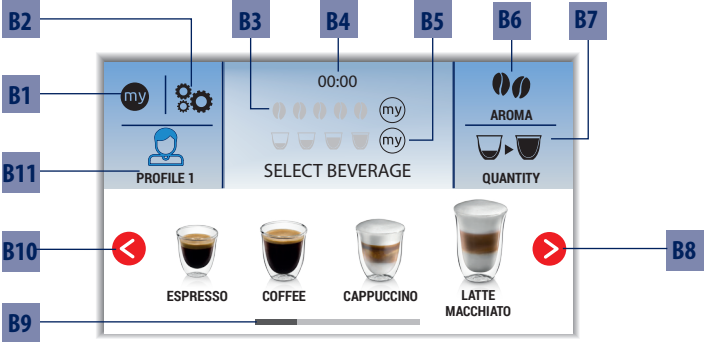 B2
B3
B4
B5
B6
B7
B1
my
00:00
my
AROMA
my
B11
PROFILE 1
SELECT BEVERAGE
QUANTITY
B10
B8
ESPRESSO
COFFEE
CAPPUCCINO
LATTE
MACCHIATO
B9